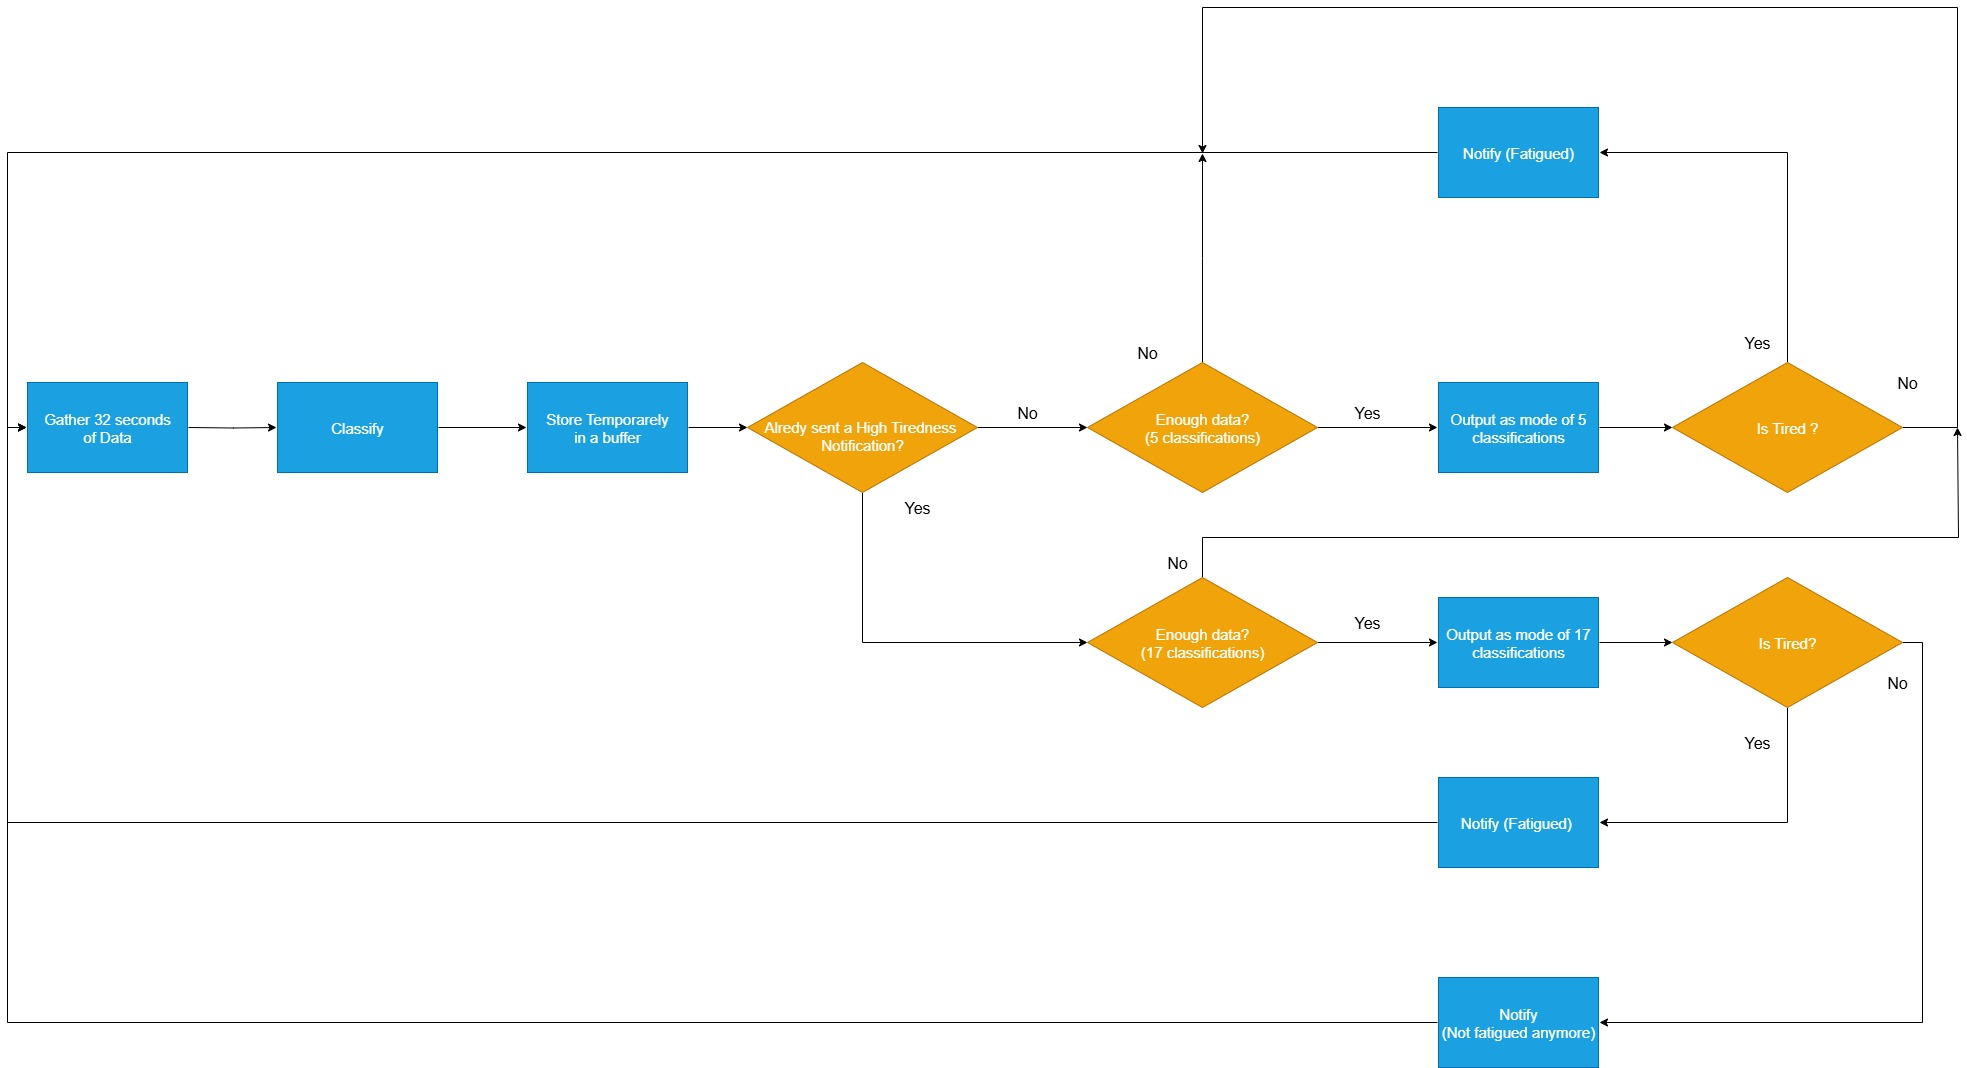 Notify (Fatigued)
No
Yes
No
Gather 32 seconds
of Data
Classify
Store Temporarely
in a buffer
Alredy sent a High Tiredness
Notification?
No
Enough data?
(5 classifications)
Yes
Output as mode of 5
classifications
Is Tired ?
Yes
No
Enough data?
(17 classifications)
Yes
Output as mode of 17
classifications
Is Tired?
No
Yes
Notify (Fatigued)
Notify
(Not fatigued anymore)